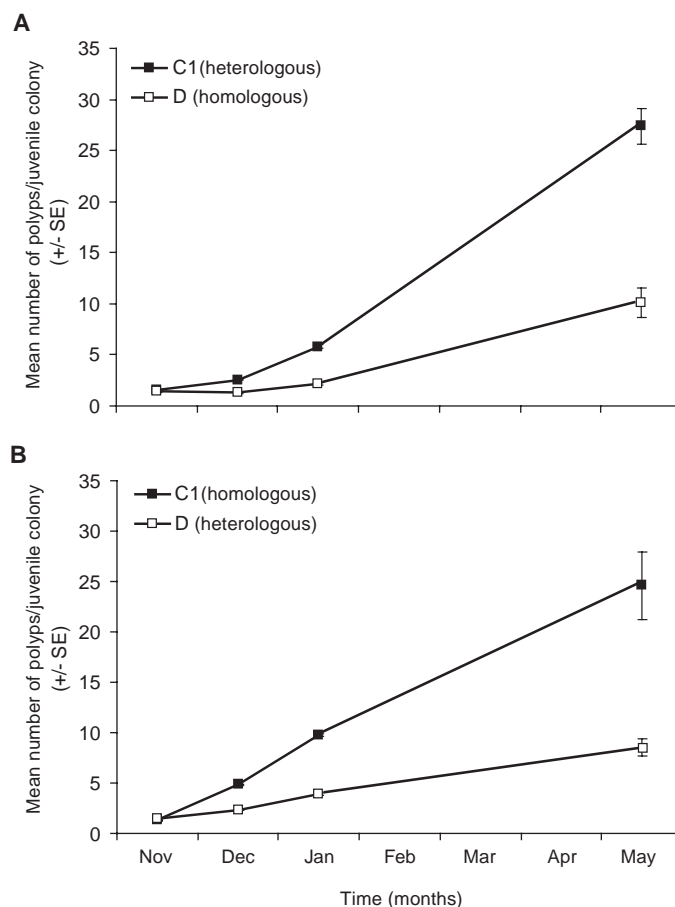 A
35
30
25
20
15
10
5
0
Mean number of polyps/juvenile colony
(+/- SE)
C1(heterologous)
D (homologous)
B
35
30
25
20
15
10
5
0
Mean number of polyps/juvenile colony
(+/- SE)
C1(homologous)
D (heterologous)
Nov Dec Jan Feb Mar Apr May
Time (months)